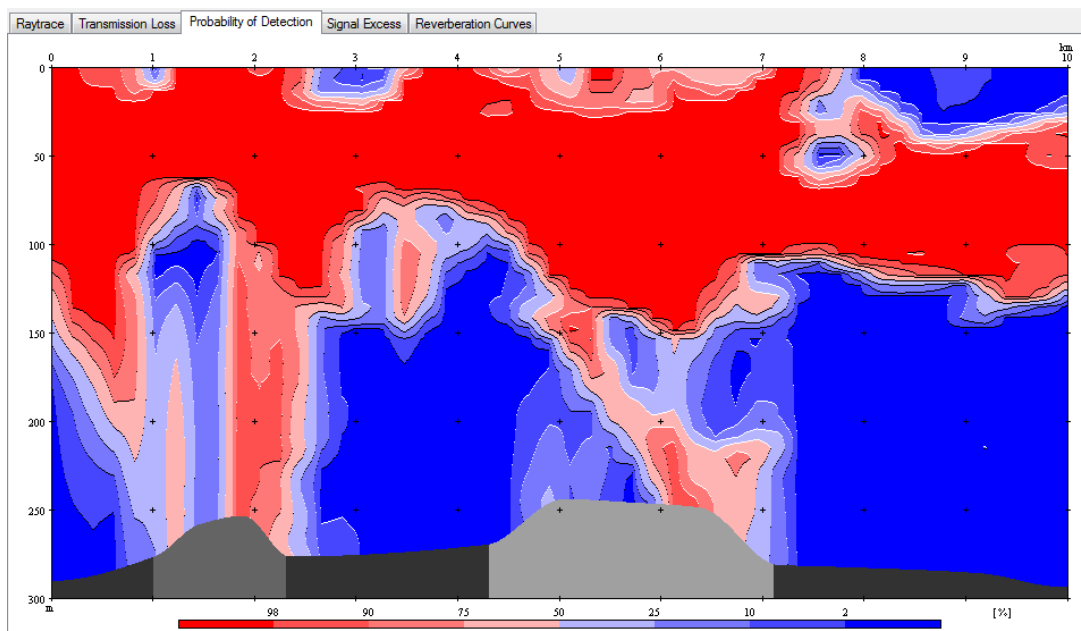 Raytrace Transmission Loss Probability of Detection Signal Excess Reverberation Curves
km
0 1 2 3 4 5 6 7 8 9 10
0
50
100
150
200
250
300
m
98 90 75 50 25 10 2 [%]